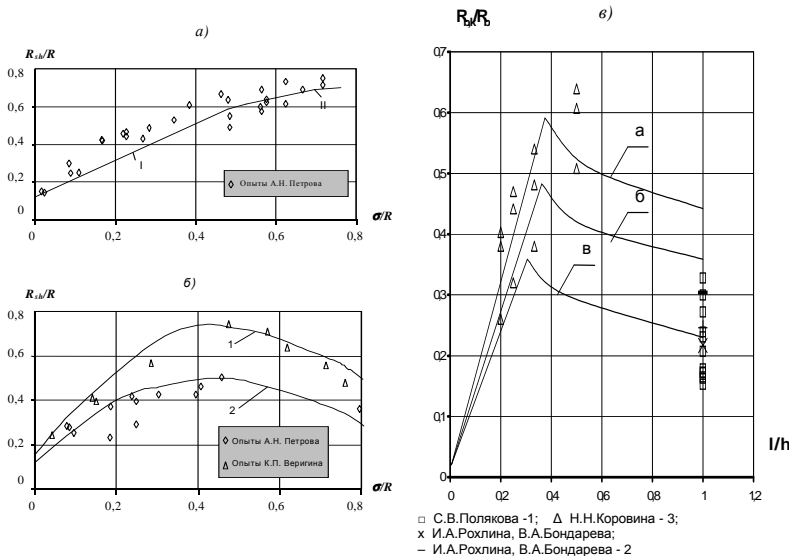 а)
R_sh/R
0,8
0,6
0,4
0,2
0
0 0,2 0,4 0,6 0,8
σ/R
I
II
Опыты А.Н. Петрова
б)
R_sh/R
0,8
0,6
0,4
0,2
0
0 0,2 0,4 0,6 0,8
σ/R
1
2
Опыты А.Н. Петрова
Опыты К.П. Веригина
в)
R_bk/R_b
0,7
0,6
0,5
0,4
0,3
0,2
0,1
0
0 0,2 0,4 0,6 0,8 1 1,2
l/h
а
б
в
□ С.В.Полякова -1; Δ Н.Н.Коровина - 3;
х И.А.Рохлина, В.А.Бондарева;
– И.А.Рохлина, В.А.Бондарева - 2